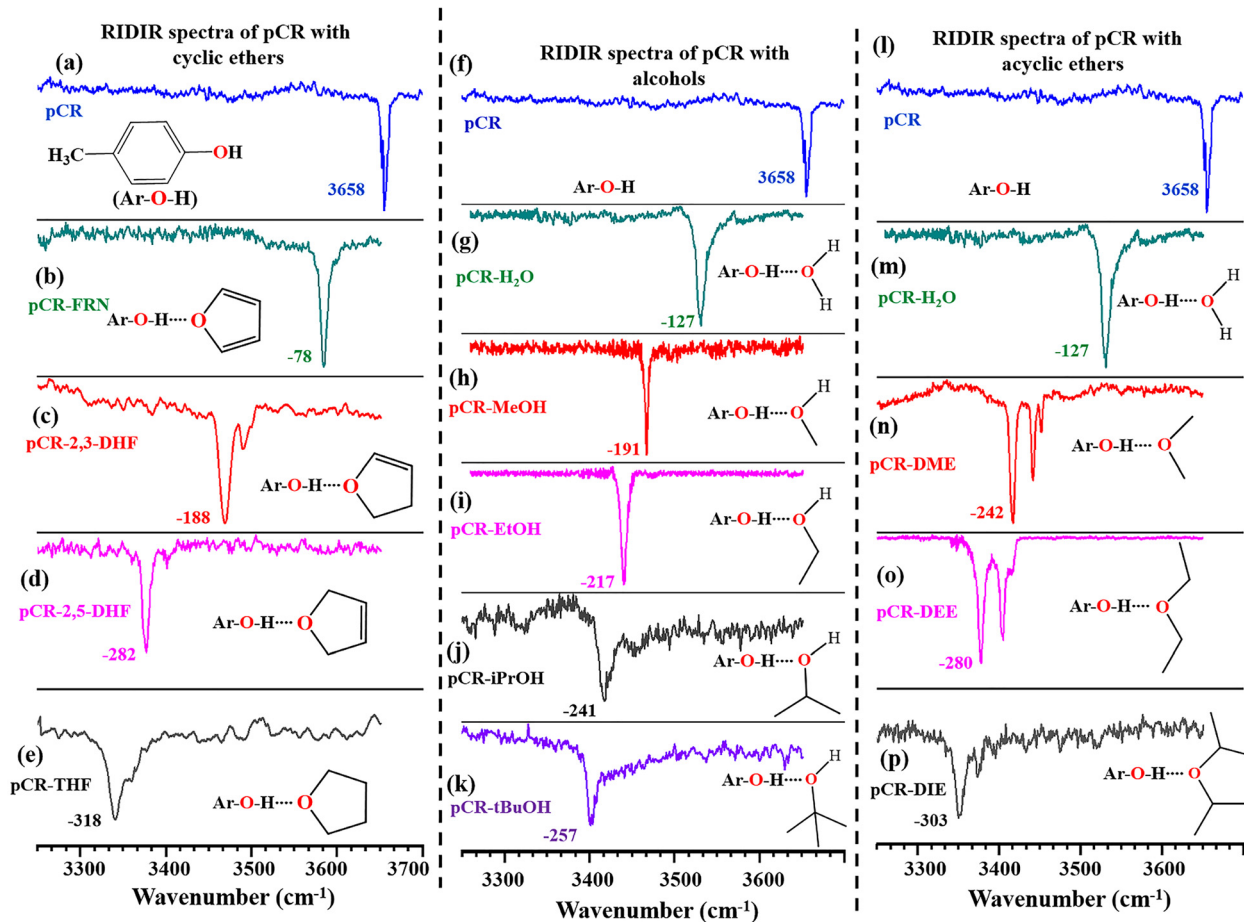 RIDIR spectra of pCR with
cyclic ethers
(a)
pCR
H₃C
OH
(Ar-O-H)
3658
(b)
pCR-FRN
Ar-O-H····O
-78
(c)
pCR-2,3-DHF
Ar-O-H····O
-188
(d)
pCR-2,5-DHF
Ar-O-H····O
-282
(e)
pCR-THF
Ar-O-H····O
-318
3300 3400 3500 3600 3700
Wavenumber (cm⁻¹)
RIDIR spectra of pCR with
alcohols
(f)
pCR
Ar-O-H
3658
(g)
pCR-H₂O
Ar-O-H····O
H
H
-127
(h)
pCR-MeOH
Ar-O-H····O
H
-191
(i)
pCR-EtOH
Ar-O-H····O
H
-217
(j)
pCR-iPrOH
Ar-O-H····O
H
-241
(k)
pCR-tBuOH
Ar-O-H····O
H
-257
3300 3400 3500 3600
Wavenumber (cm⁻¹)
RIDIR spectra of pCR with
acyclic ethers
(l)
pCR
Ar-O-H
3658
(m)
pCR-H₂O
Ar-O-H····O
H
H
-127
(n)
pCR-DME
Ar-O-H····O
-242
(o)
pCR-DEE
Ar-O-H····O
-280
(p)
pCR-DIE
Ar-O-H····O
-303
3300 3400 3500 3600
Wavenumber (cm⁻¹)